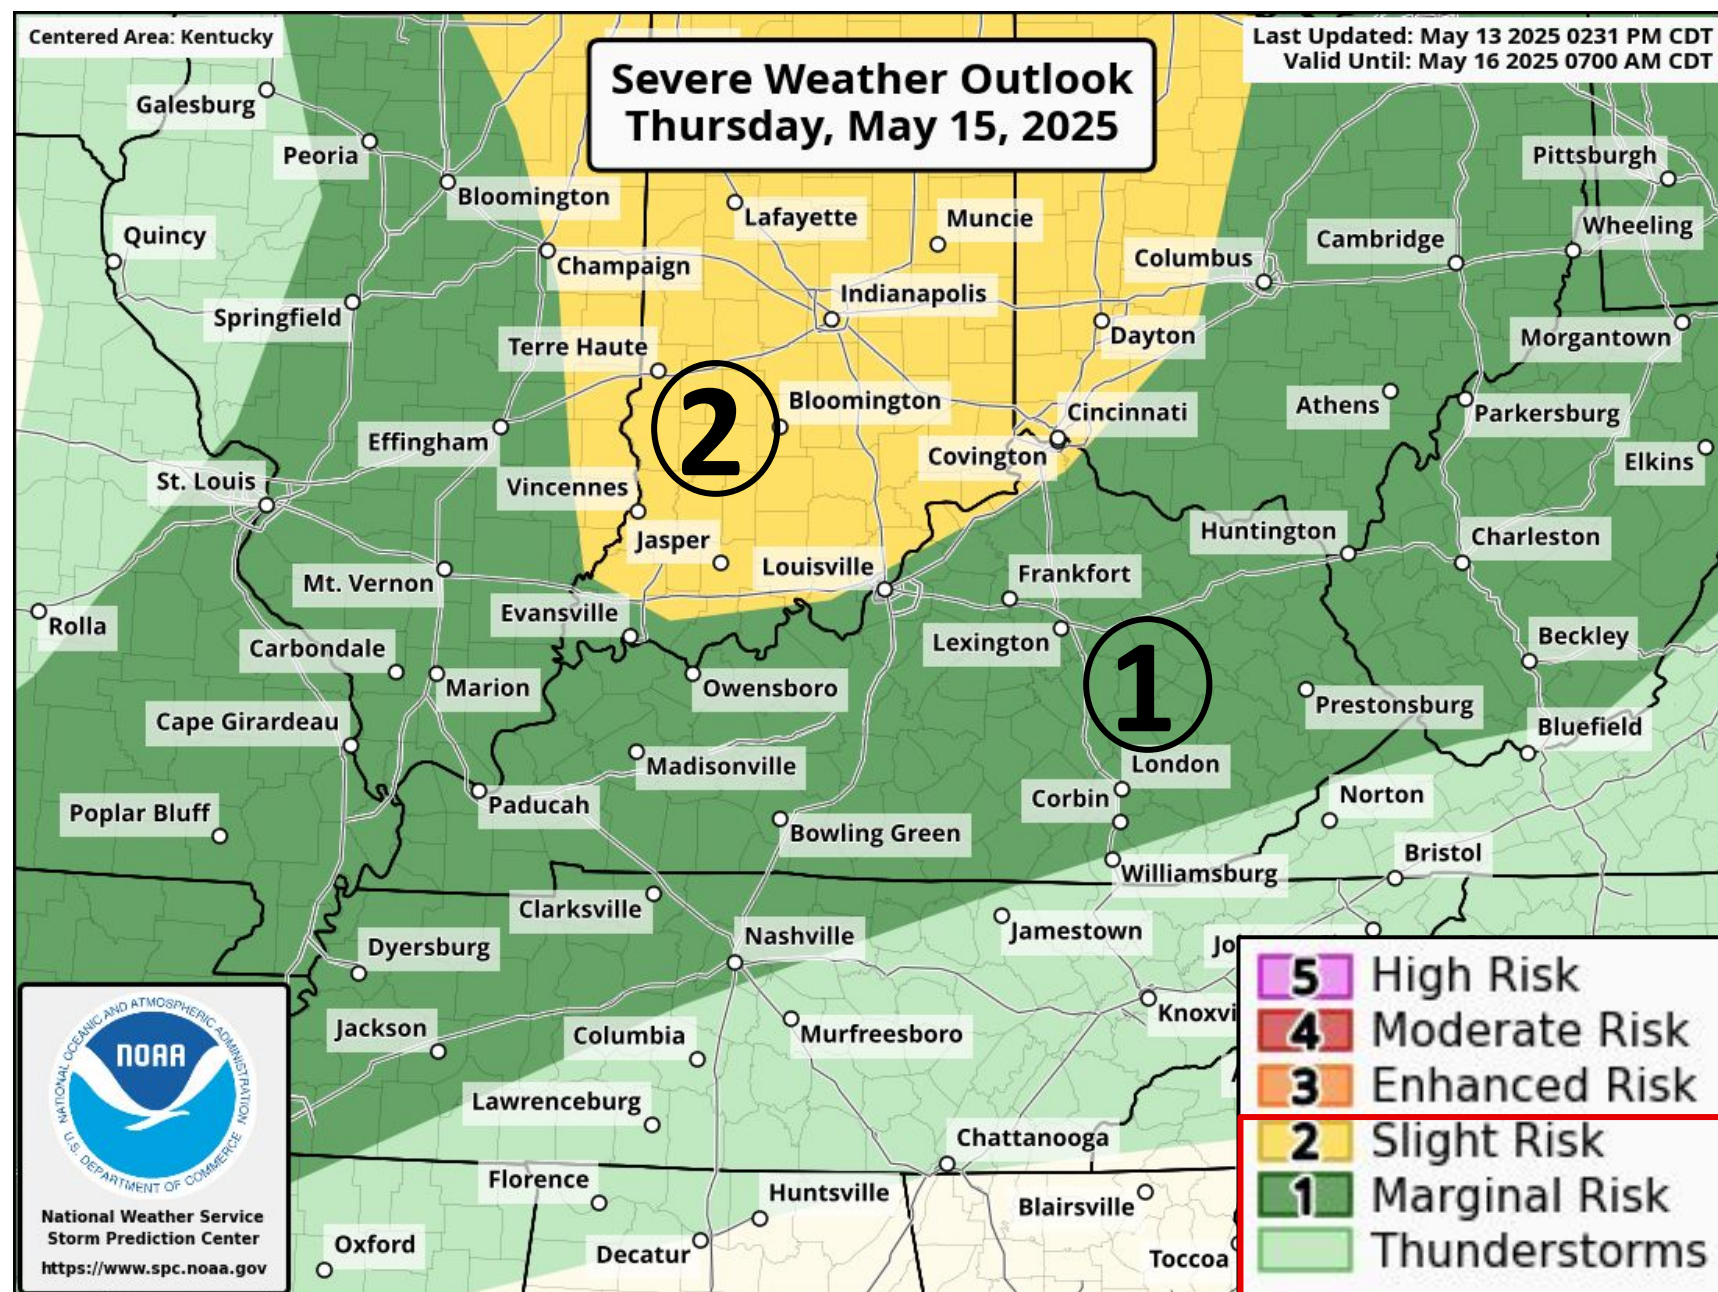 Centered Area: Kentucky
Severe Weather Outlook
Thursday, May 15, 2025
Last Updated: May 13 2025 0231 PM CDT
Valid Until: May 16 2025 0700 AM CDT
Galesburg
Peoria
Bloomington
Pittsburgh
Lafayette
Muncie
Wheeling
Quincy
Cambridge
Champaign
Columbus
Indianapolis
Springfield
Dayton
Morgantown
Terre Haute
Bloomington
Cincinnati
Athens
Parkersburg
2
Effingham
Covington
Elkins
St. Louis
Vincennes
Jasper
Huntington
Charleston
Louisville
Frankfort
Mt. Vernon
Evansville
Rolla
Lexington
Beckley
Carbondale
1
Marion
Owensboro
Prestonsburg
Cape Girardeau
Bluefield
Madisonville
London
Corbin
Norton
Paducah
Poplar Bluff
Bowling Green
Bristol
Williamsburg
Clarksville
Jamestown
Nashville
Dyersburg
Jo
Knoxvi
Jackson
Columbia
Murfreesboro
Lawrenceburg
Chattanooga
Florence
Huntsville
Blairsville
Oxford
Decatur
Toccoa
NATIONAL OCEANIC AND ATMOSPHERIC ADMINISTRATION
NOAA
U.S. DEPARTMENT OF COMMERCE
National Weather Service
Storm Prediction Center
https://www.spc.noaa.gov
5 High Risk
4 Moderate Risk
3 Enhanced Risk
2 Slight Risk
1 Marginal Risk
Thunderstorms